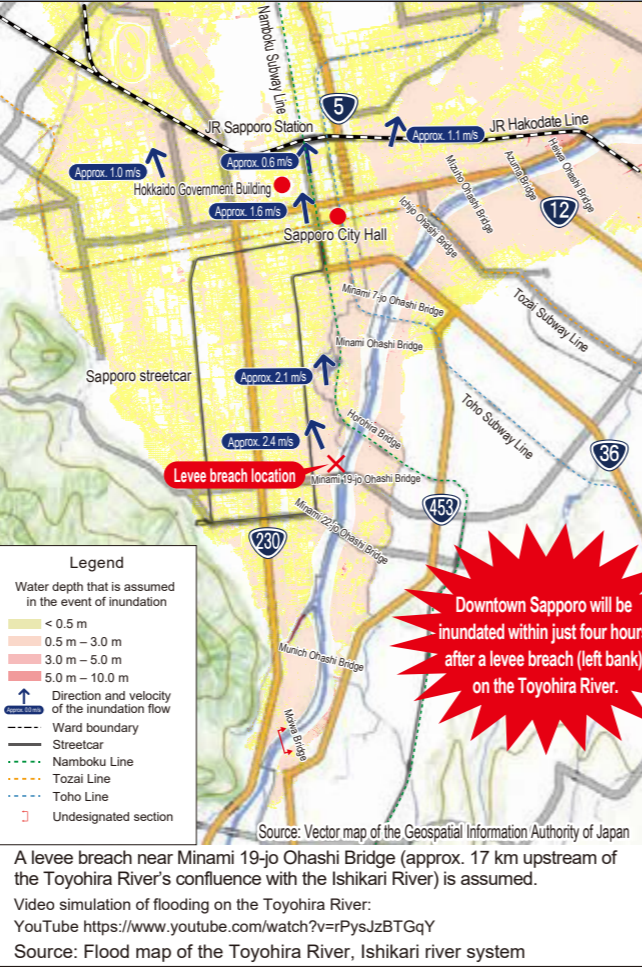 Namboku Subway Line
5
JR Sapporo Station
JR Hakodate Line
Approx. 1.1 m/s
Approx. 0.6 m/s
Approx. 1.0 m/s
Hokkaido Government Building
Approx. 1.6 m/s
Sapporo City Hall
Ichijo Ohashi Bridge
Mizuho Ohashi Bridge
Azuma Bridge
Heiwa Ohashi Bridge
12
Minami 7-jo Ohashi Bridge
Tozai Subway Line
Minami Ohashi Bridge
Sapporo streetcar
Approx. 2.1 m/s
Toho Subway Line
Horohira Bridge
Approx. 2.4 m/s
36
Levee breach location
Minami 19-jo Ohashi Bridge
453
Minami 22-jo Ohashi Bridge
230
Munich Ohashi Bridge
Moiwa Bridge
Downtown Sapporo will be
inundated within just four hours
after a levee breach (left bank)
on the Toyohira River.
Legend
Water depth that is assumed
in the event of inundation
< 0.5 m
0.5 m – 3.0 m
3.0 m – 5.0 m
5.0 m – 10.0 m
Approx. 0.0 m/s
Direction and velocity
of the inundation flow
Ward boundary
Streetcar
Namboku Line
Tozai Line
Toho Line
Undesignated section
Source: Vector map of the Geospatial Information Authority of Japan
A levee breach near Minami 19-jo Ohashi Bridge (approx. 17 km upstream of
the Toyohira River's confluence with the Ishikari River) is assumed.
Video simulation of flooding on the Toyohira River:
YouTube https://www.youtube.com/watch?v=rPysJzBTGqY
Source: Flood map of the Toyohira River, Ishikari river system